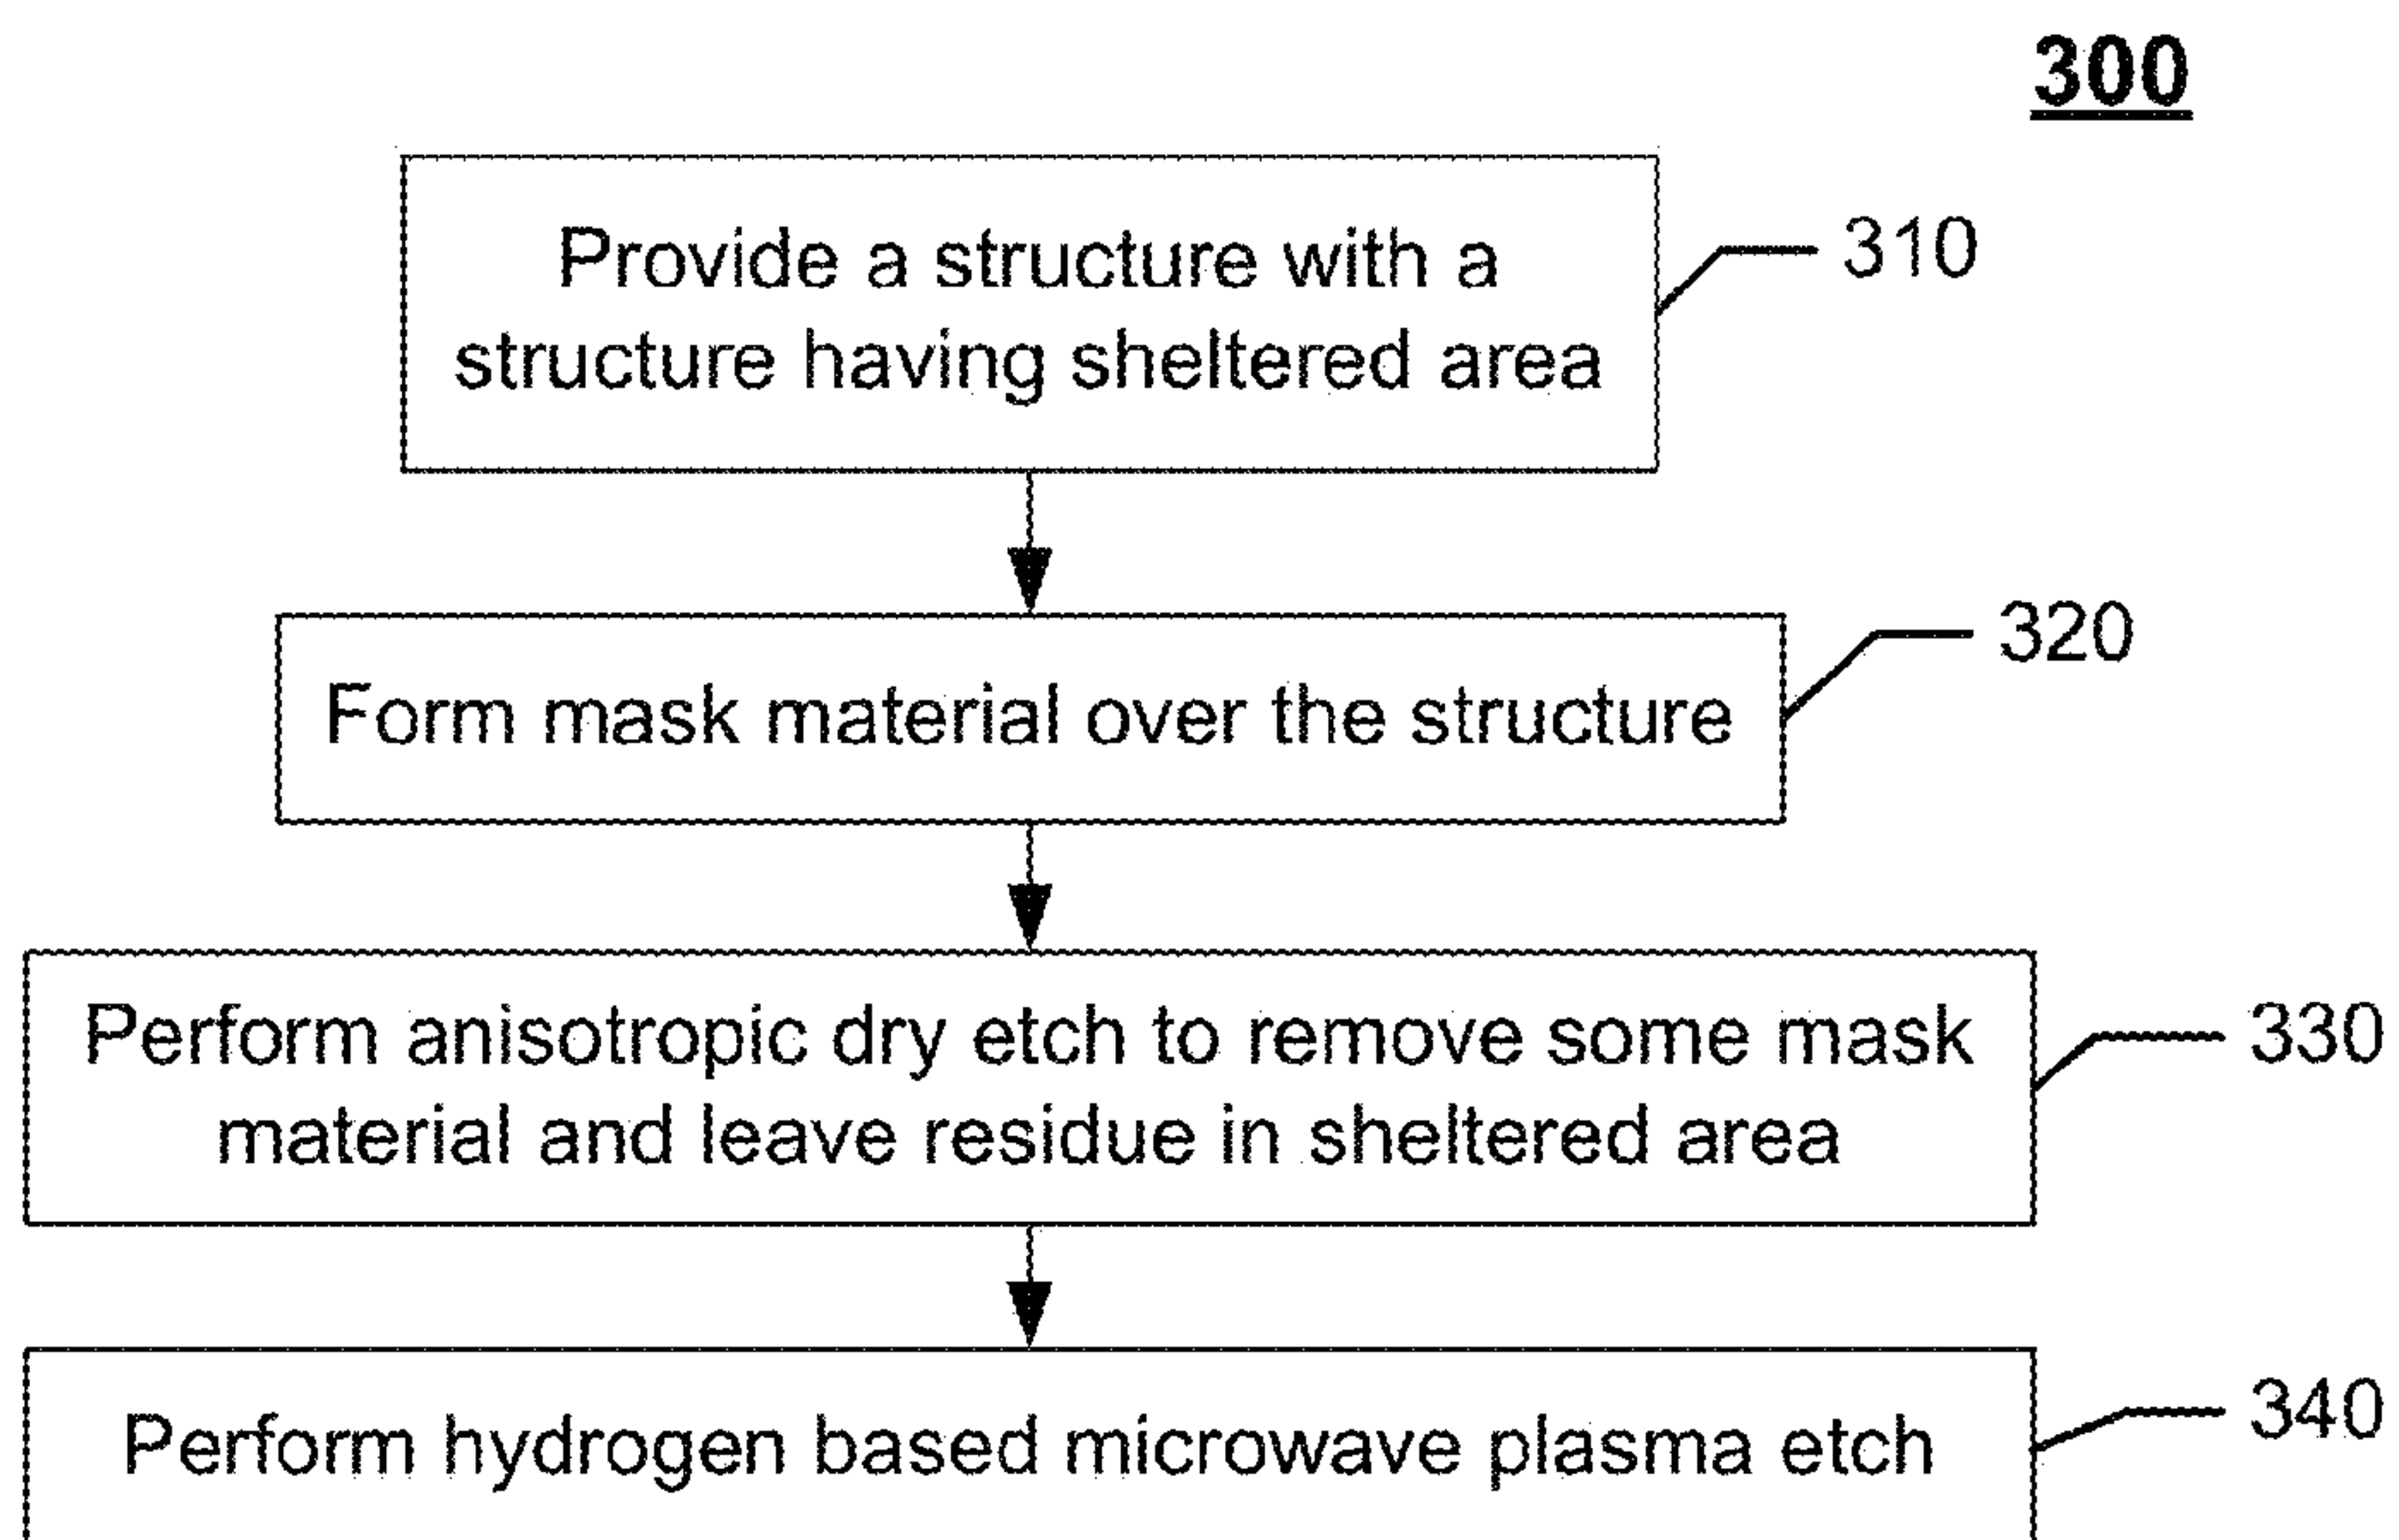 300
Provide a structure with a
structure having sheltered area
310
Form mask material over the structure
320
Perform anisotropic dry etch to remove some mask
material and leave residue in sheltered area
330
Perform hydrogen based microwave plasma etch
340